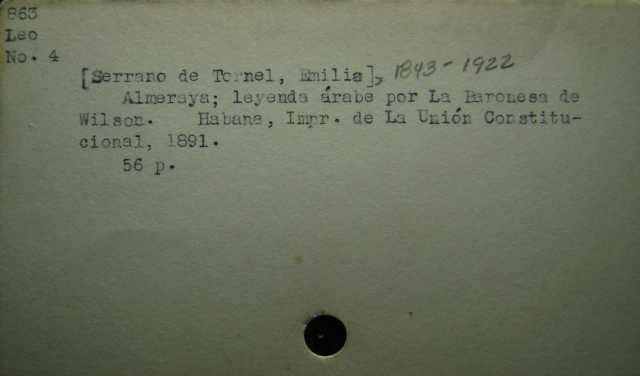 863
Leo
No. 4
[Serrano de Tornel, Emilia], 1843-1922
Almeraya; leyenda árabe por La Baronesa de
Wilson. Habana, Impr. de La Unión Constitu-
cional, 1891.
56 p.